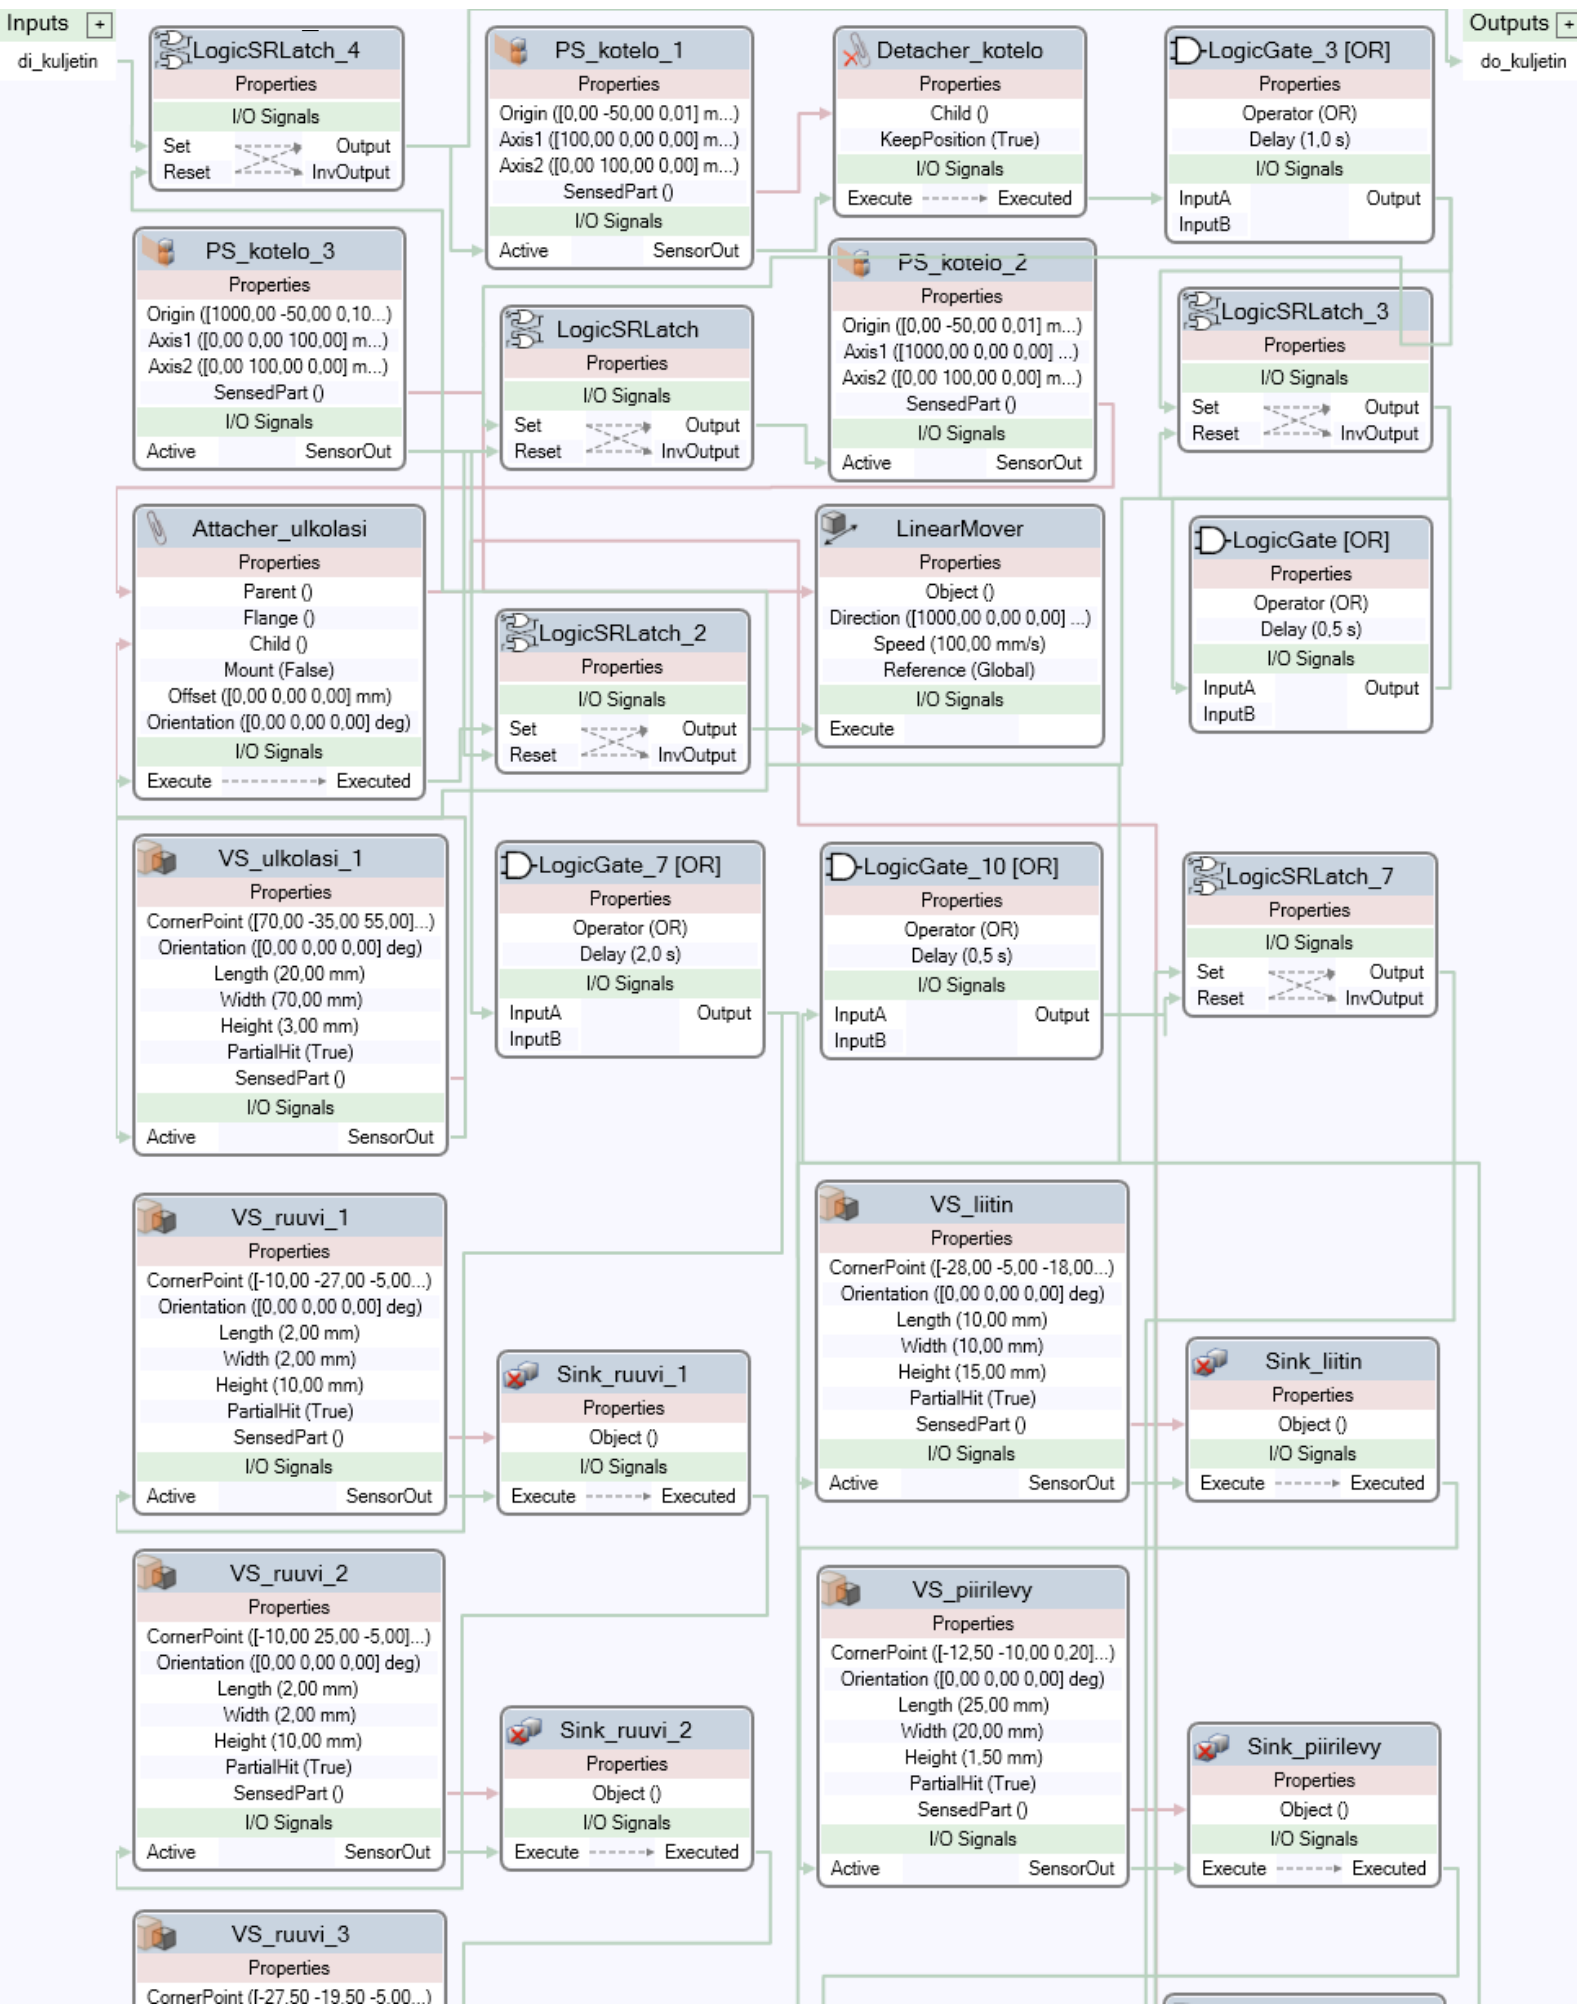 Inputs +
di_kuljetin
Outputs +
do_kuljetin
LogicSRLatch_4
Properties
I/O Signals
Set Output
Reset InvOutput
PS_kotelo_1
Properties
Origin ([0,00 -50,00 0,01] m...)
Axis1 ([100,00 0,00 0,00] m...)
Axis2 ([0,00 100,00 0,00] m...)
SensedPart ()
I/O Signals
Active SensorOut
Detacher_kotelo
Properties
Child ()
KeepPosition (True)
I/O Signals
Execute Executed
LogicGate_3 [OR]
Properties
Operator (OR)
Delay (1,0 s)
I/O Signals
InputA Output
InputB
PS_kotelo_3
Properties
Origin ([1000,00 -50,00 0,10...)
Axis1 ([0,00 0,00 100,00] m...)
Axis2 ([0,00 100,00 0,00] m...)
SensedPart ()
I/O Signals
Active SensorOut
LogicSRLatch
Properties
I/O Signals
Set Output
Reset InvOutput
PS_kotelo_2
Properties
Origin ([0,00 -50,00 0,01] m...)
Axis1 ([1000,00 0,00 0,00] ...)
Axis2 ([0,00 100,00 0,00] m...)
SensedPart ()
I/O Signals
Active SensorOut
LogicSRLatch_3
Properties
I/O Signals
Set Output
Reset InvOutput
Attacher_ulkolasi
Properties
Parent ()
Flange ()
Child ()
Mount (False)
Offset ([0,00 0,00 0,00] mm)
Orientation ([0,00 0,00 0,00] deg)
I/O Signals
Execute Executed
LogicSRLatch_2
Properties
I/O Signals
Set Output
Reset InvOutput
LinearMover
Properties
Object ()
Direction ([1000,00 0,00 0,00] ...)
Speed (100,00 mm/s)
Reference (Global)
I/O Signals
Execute
LogicGate [OR]
Properties
Operator (OR)
Delay (0,5 s)
I/O Signals
InputA Output
InputB
VS_ulkolasi_1
Properties
CornerPoint ([70,00 -35,00 55,00]...)
Orientation ([0,00 0,00 0,00] deg)
Length (20,00 mm)
Width (70,00 mm)
Height (3,00 mm)
PartialHit (True)
SensedPart ()
I/O Signals
Active SensorOut
LogicGate_7 [OR]
Properties
Operator (OR)
Delay (2,0 s)
I/O Signals
InputA Output
InputB
LogicGate_10 [OR]
Properties
Operator (OR)
Delay (0,5 s)
I/O Signals
InputA Output
InputB
LogicSRLatch_7
Properties
I/O Signals
Set Output
Reset InvOutput
VS_ruuvi_1
Properties
CornerPoint ([-10,00 -27,00 -5,00...)
Orientation ([0,00 0,00 0,00] deg)
Length (2,00 mm)
Width (2,00 mm)
Height (10,00 mm)
PartialHit (True)
SensedPart ()
I/O Signals
Active SensorOut
Sink_ruuvi_1
Properties
Object ()
I/O Signals
Execute Executed
VS_liitin
Properties
CornerPoint ([-28,00 -5,00 -18,00...)
Orientation ([0,00 0,00 0,00] deg)
Length (10,00 mm)
Width (10,00 mm)
Height (15,00 mm)
PartialHit (True)
SensedPart ()
I/O Signals
Active SensorOut
Sink_liitin
Properties
Object ()
I/O Signals
Execute Executed
VS_ruuvi_2
Properties
CornerPoint ([-10,00 25,00 -5,00]...)
Orientation ([0,00 0,00 0,00] deg)
Length (2,00 mm)
Width (2,00 mm)
Height (10,00 mm)
PartialHit (True)
SensedPart ()
I/O Signals
Active SensorOut
Sink_ruuvi_2
Properties
Object ()
I/O Signals
Execute Executed
VS_piirilevy
Properties
CornerPoint ([-12,50 -10,00 0,20]...)
Orientation ([0,00 0,00 0,00] deg)
Length (25,00 mm)
Width (20,00 mm)
Height (1,50 mm)
PartialHit (True)
SensedPart ()
I/O Signals
Active SensorOut
Sink_piirilevy
Properties
Object ()
I/O Signals
Execute Executed
VS_ruuvi_3
Properties
CornerPoint ([-27,50 -19,50 -5,00...)